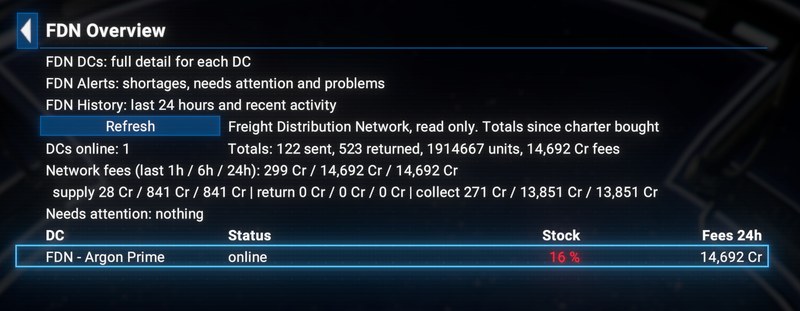 FDN Overview
FDN DCs: full detail for each DC
FDN Alerts: shortages, needs attention and problems
FDN History: last 24 hours and recent activity
Refresh Freight Distribution Network, read only. Totals since charter bought
DCs online: 1 Totals: 122 sent, 523 returned, 1914667 units, 14,692 Cr fees
Network fees (last 1h / 6h / 24h): 299 Cr / 14,692 Cr / 14,692 Cr
supply 28 Cr / 841 Cr / 841 Cr | return 0 Cr / 0 Cr / 0 Cr | collect 271 Cr / 13,851 Cr / 13,851 Cr
Needs attention: nothing
DC Status Stock Fees 24h
FDN - Argon Prime online 16 % 14,692 Cr